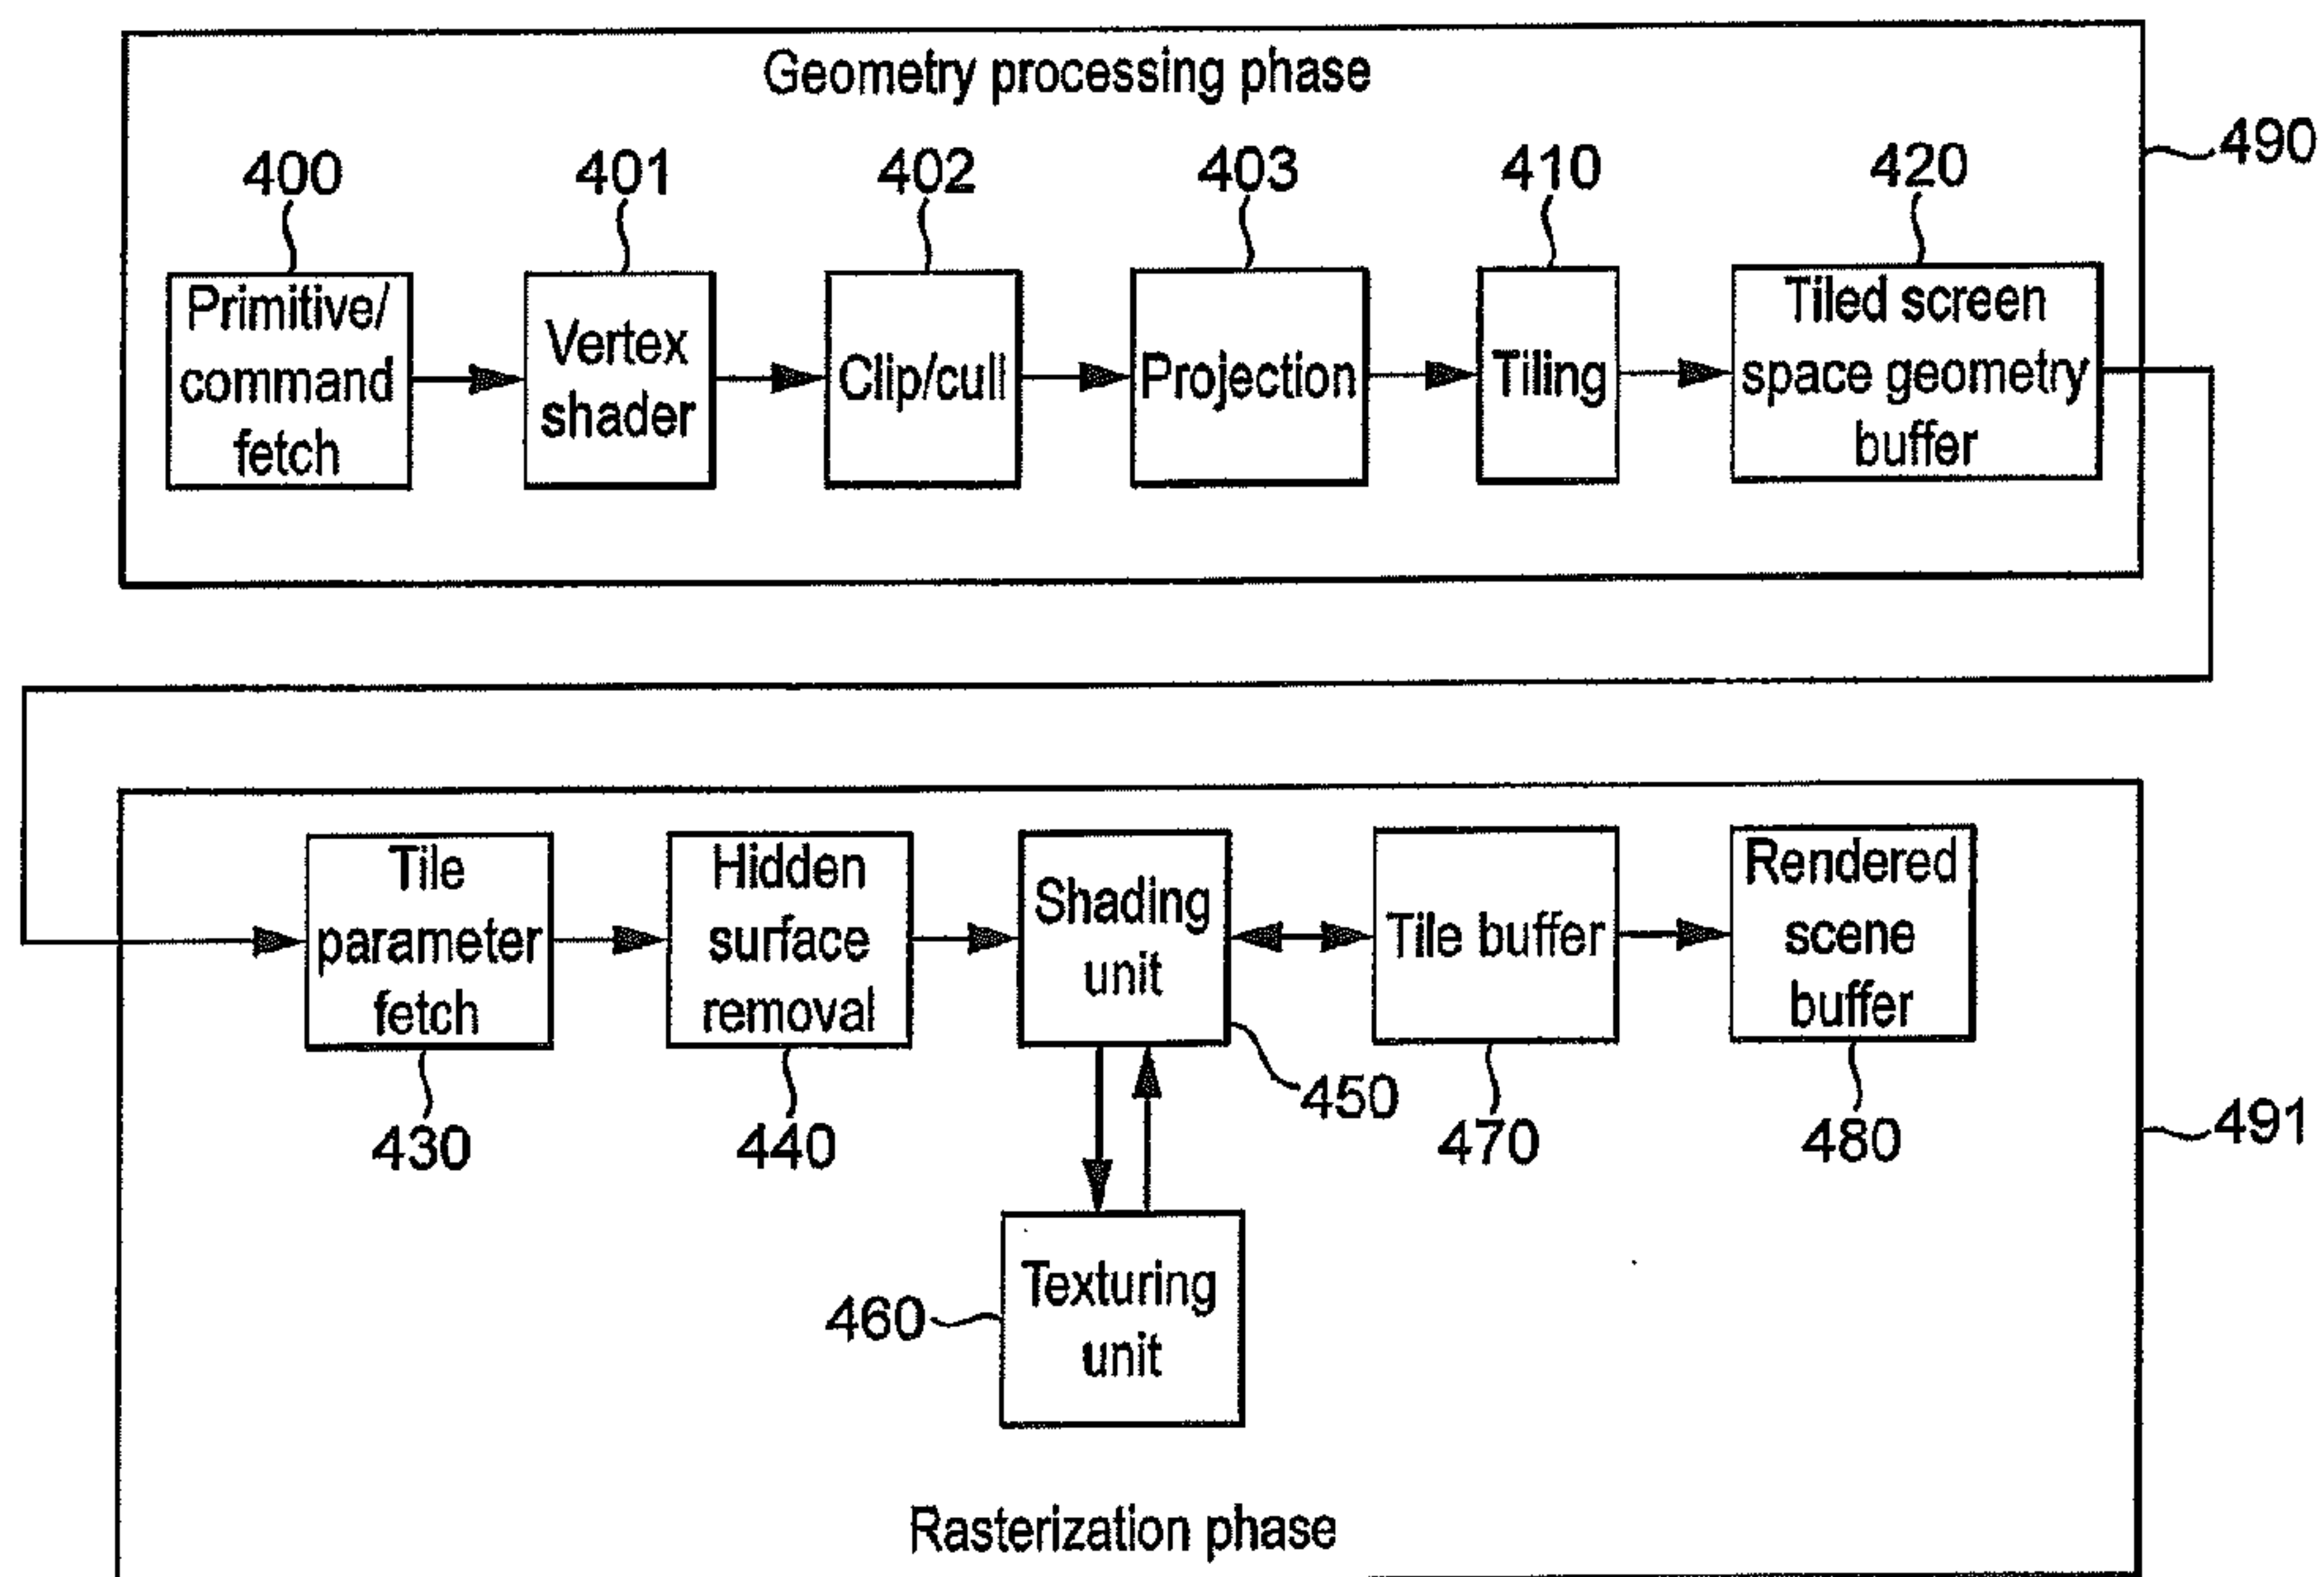 Geometry processing phase
490
400
401
402
403
410
420
Primitive/
command
fetch
Vertex
shader
Clip/cull
Projection
Tiling
Tiled screen
space geometry
buffer
Tile
parameter
fetch
Hidden
surface
removal
Shading
unit
Tile buffer
Rendered
scene
buffer
430
440
450
470
480
491
460
Texturing
unit
Rasterization phase